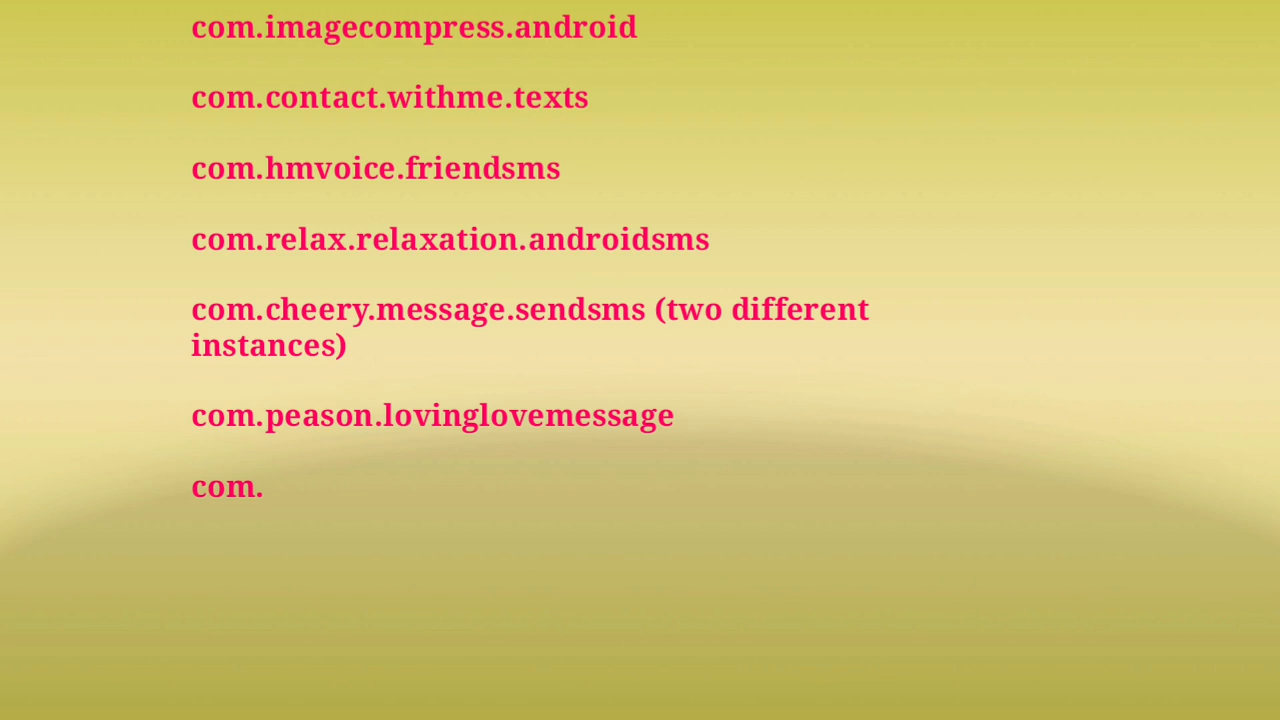 com.imagecompress.android
com.contact.withme.texts
com.hmvoice.friendsms
com.relax.relaxation.androidsms
com.cheery.message.sendsms (two different
instances)
com.peason.lovinglovemessage
com.